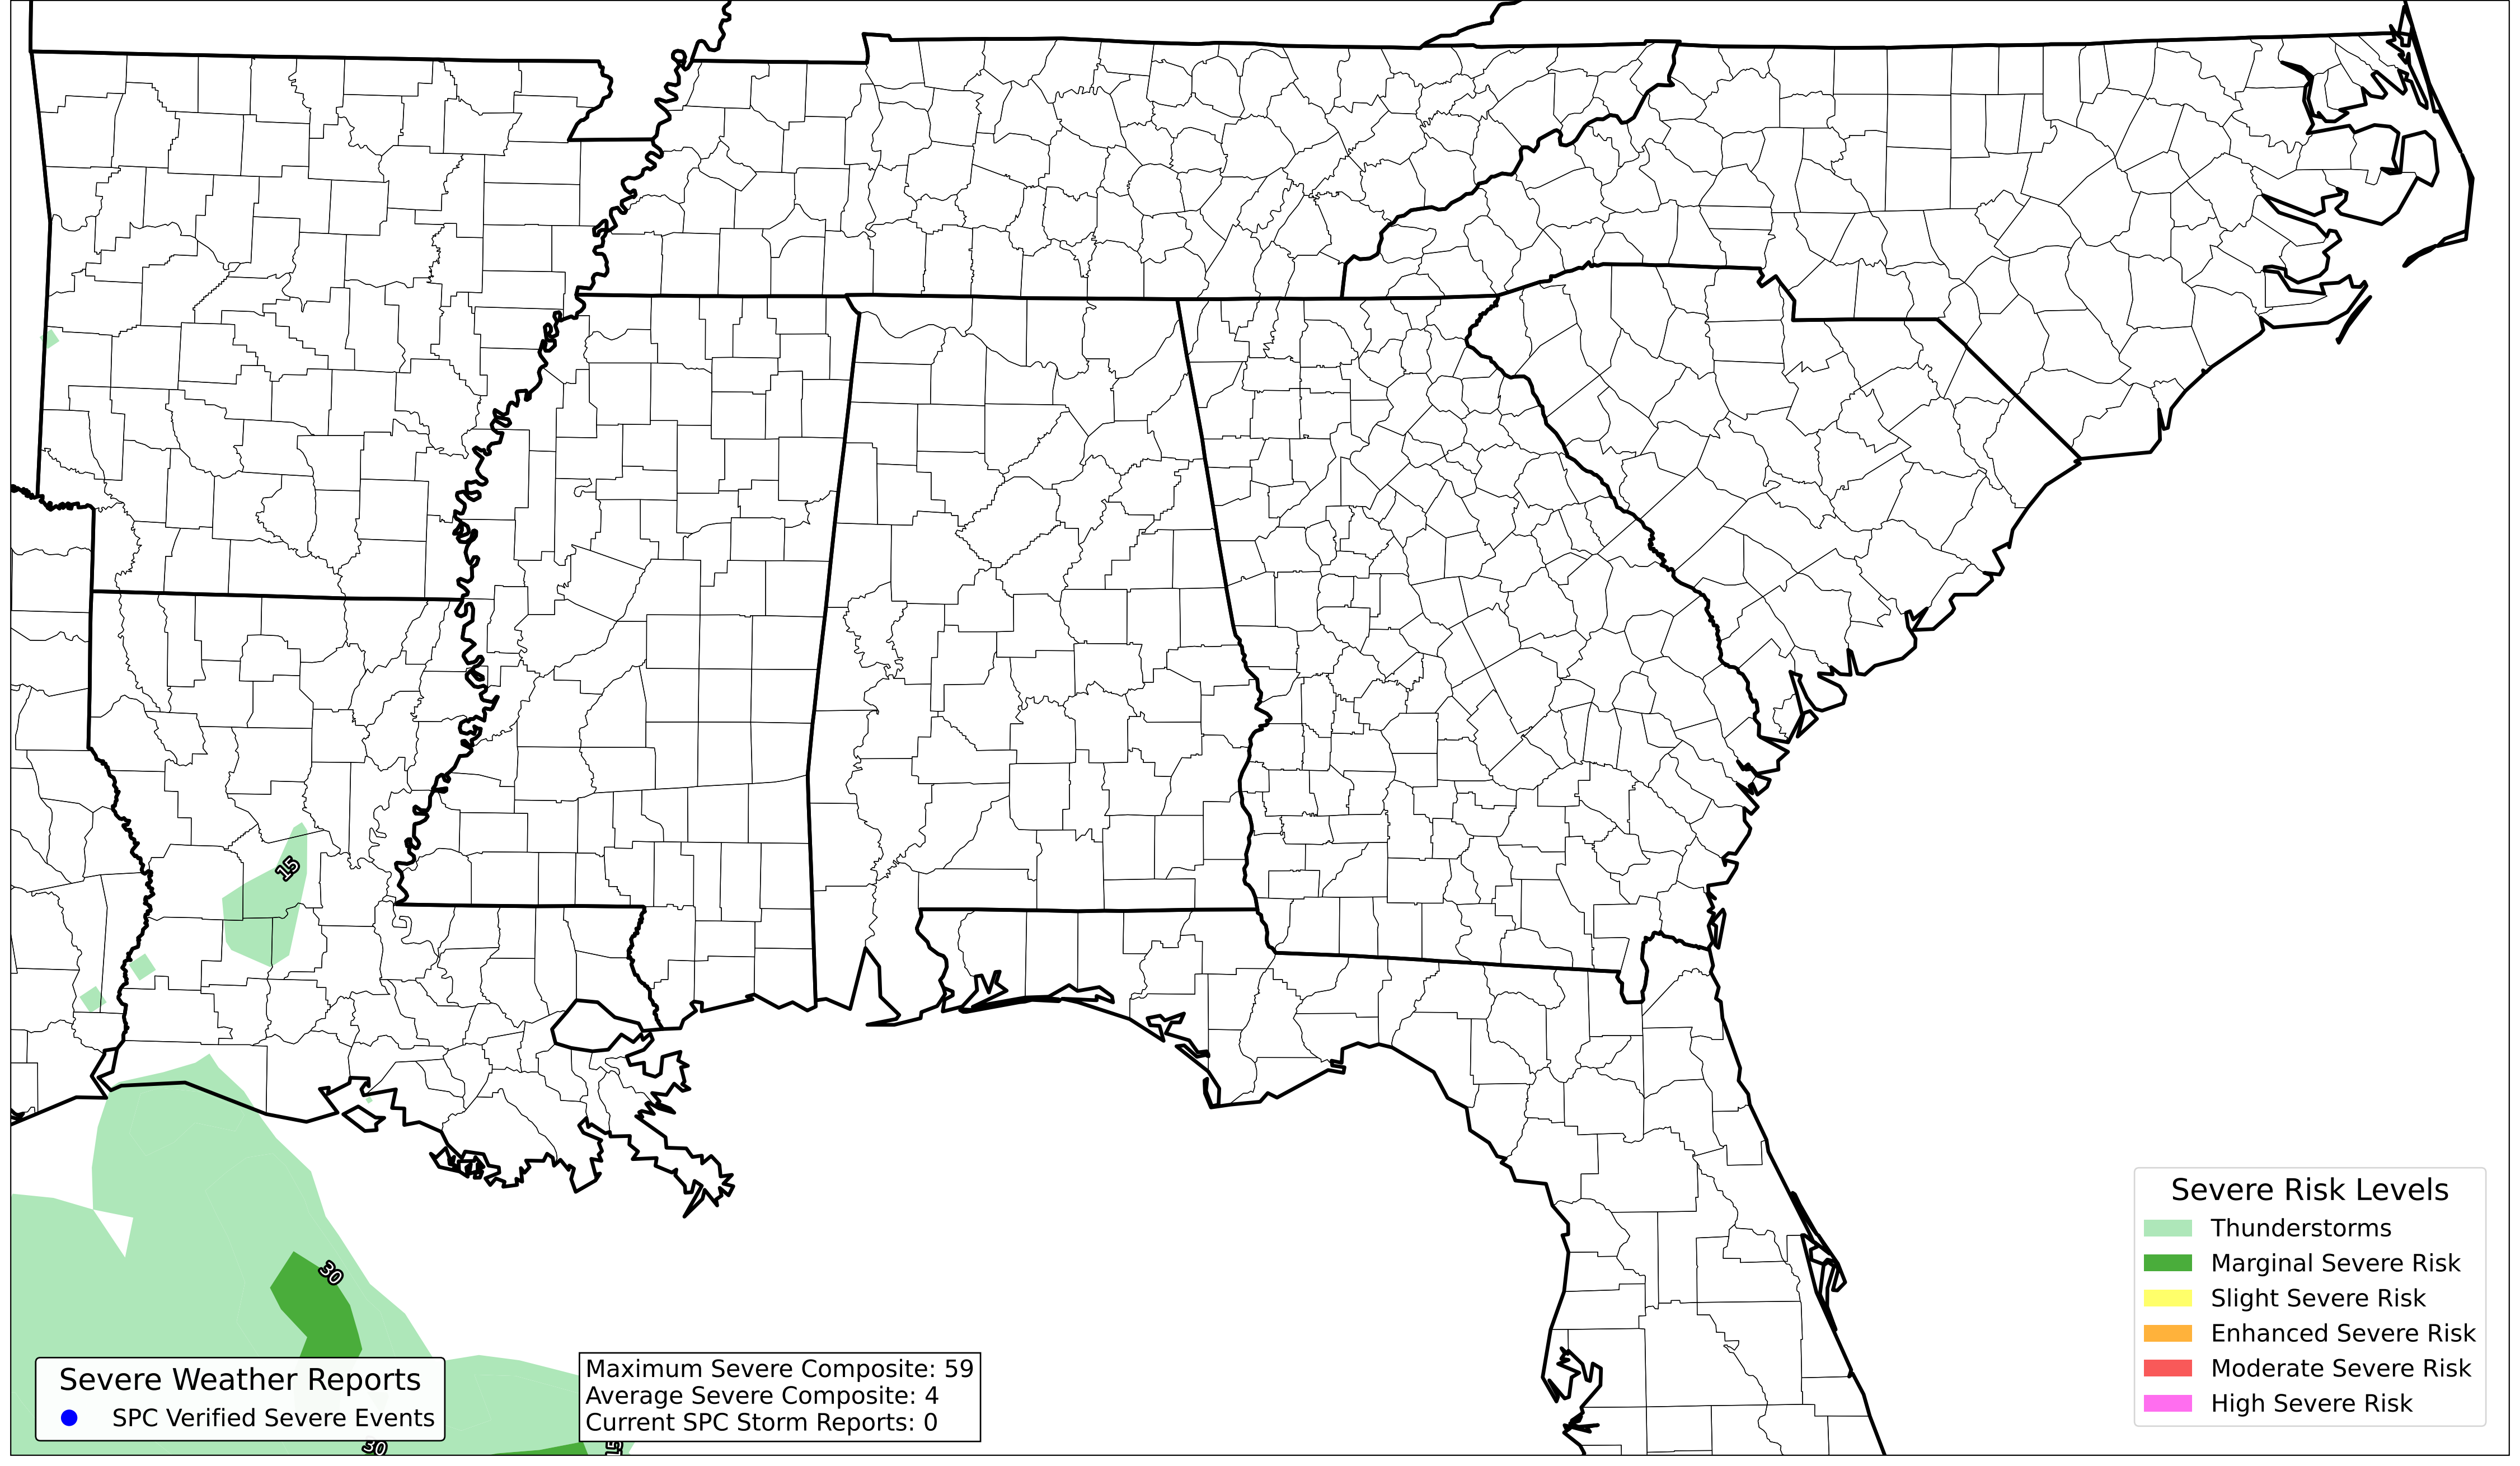 15
30
30
15
Severe Weather Reports
SPC Verified Severe Events
Maximum Severe Composite: 59
Average Severe Composite: 4
Current SPC Storm Reports: 0
Severe Risk Levels
Thunderstorms
Marginal Severe Risk
Slight Severe Risk
Enhanced Severe Risk
Moderate Severe Risk
High Severe Risk